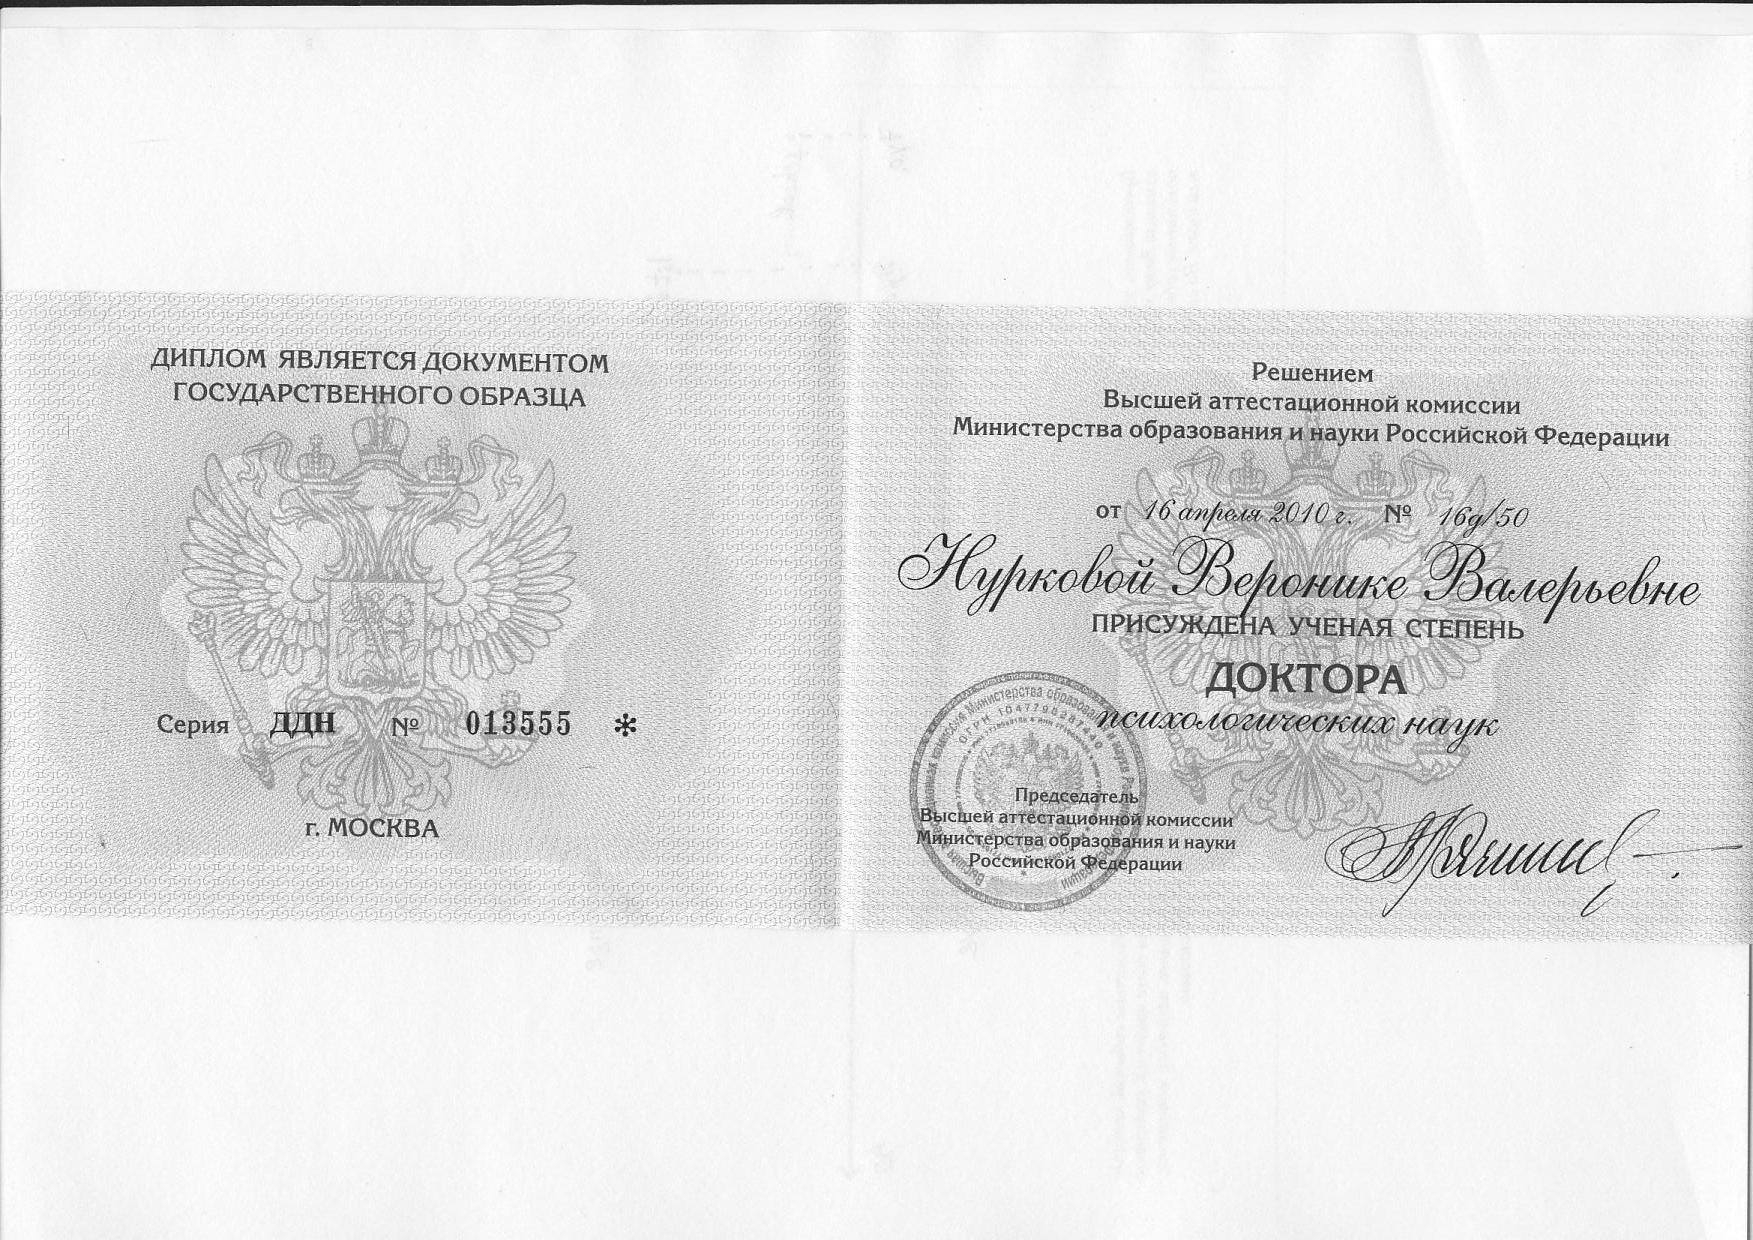 ДИПЛОМ ЯВЛЯЕТСЯ ДОКУМЕНТОМ
ГОСУДАРСТВЕННОГО ОБРАЗЦА
Серия ДДН № 013555 *
г. МОСКВА
Решением
Высшей аттестационной комиссии
Министерства образования и науки Российской Федерации
от 16 апреля 2010 г. № 16д/50
Нурковой Веронике Валерьевне
ПРИСУЖДЕНА УЧЕНАЯ СТЕПЕНЬ
ДОКТОРА
психологических наук
Председатель
Высшей аттестационной комиссии
Министерства образования и науки
Российской Федерации